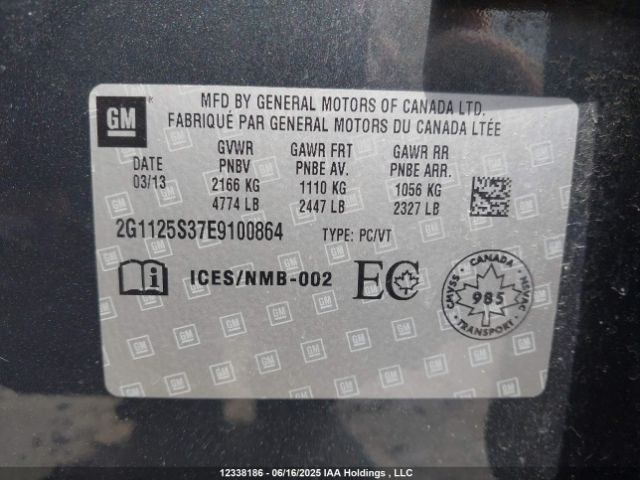 GM
MFD BY GENERAL MOTORS OF CANADA LTD.
FABRIQUÉ PAR GENERAL MOTORS DU CANADA LTÉE
GVWR GAWR FRT GAWR RR
DATE PNBV PNBE AV. PNBE ARR.
03/13 2166 KG 1110 KG 1056 KG
4774 LB 2447 LB 2327 LB
2G1125S37E9100864 TYPE: PC/VT
ICES/NMB-002 EC
CANADA
CMVSS 985 NSVAC
TRANSPORT
12338186 - 06/16/2025 IAA Holdings , LLC